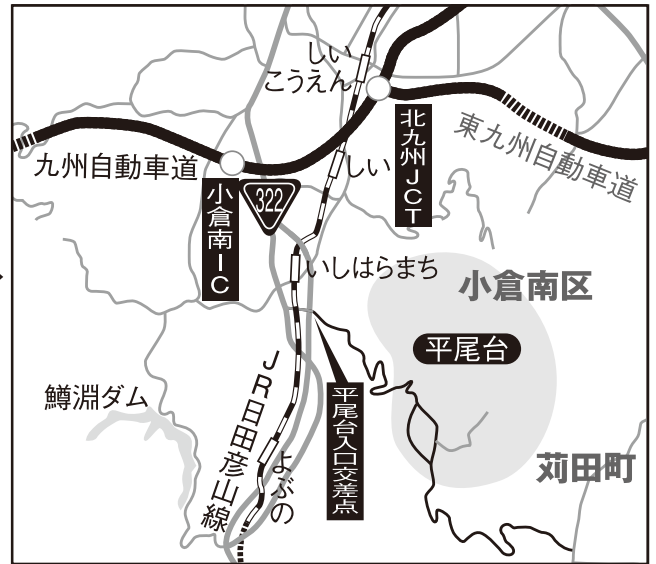 しい
こうえん
北九州JCT
東九州自動車道
九州自動車道
しい
小倉南IC
322
いしはらまち
小倉南区
平尾台
JR日田彦山線
鱒淵ダム
平尾台入口交差点
よぶの
苅田町